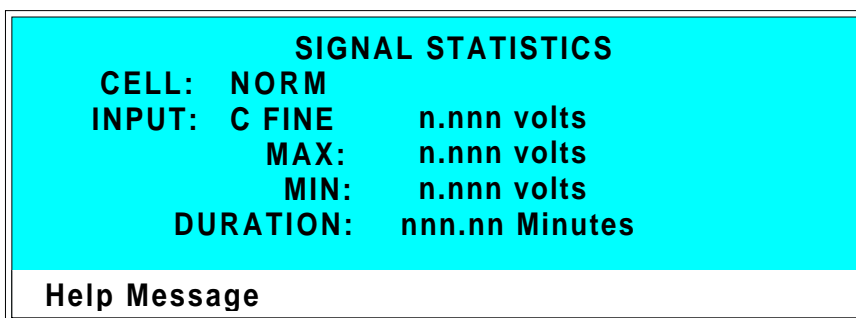 SIGNAL STATISTICS
CELL: NORM
INPUT: C FINE n.nnn volts
MAX: n.nnn volts
MIN: n.nnn volts
DURATION: nnn.nn Minutes
Help Message